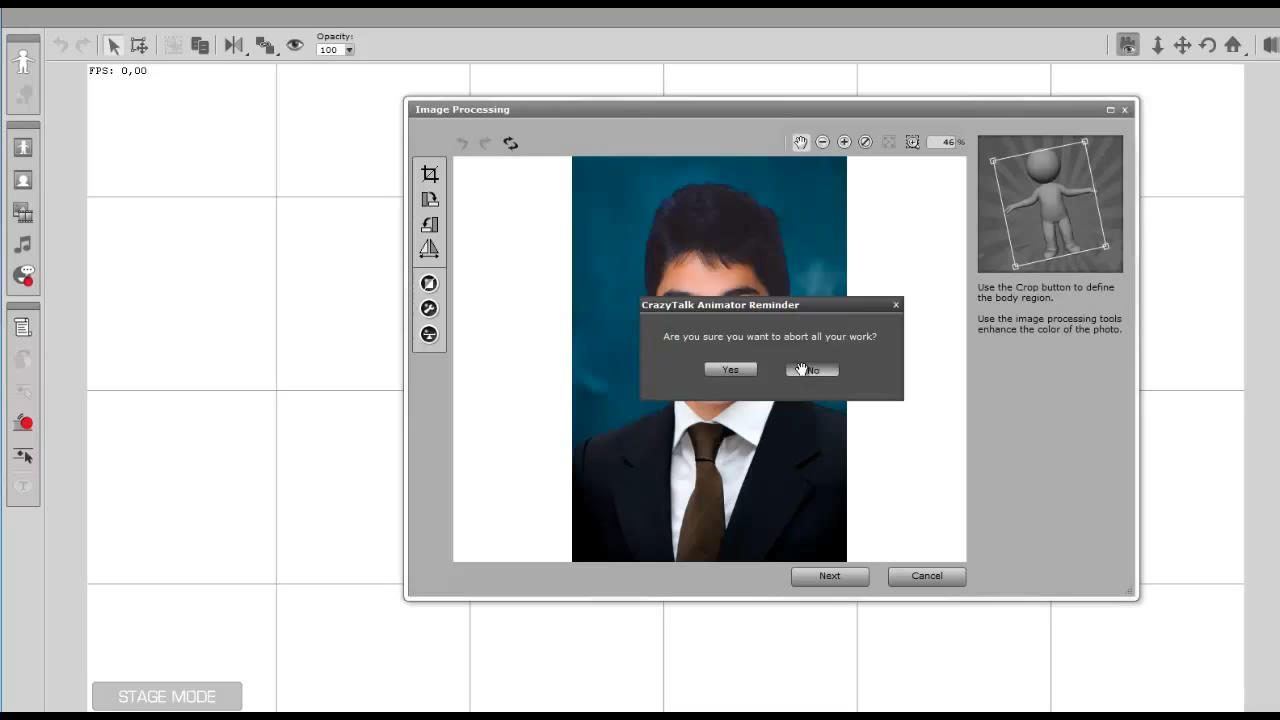 Opacity:
100
FPS: 0,00
Image Processing
46 %
Use the Crop button to define
the body region.
Use the image processing tools
enhance the color of the photo.
CrazyTalk Animator Reminder
Are you sure you want to abort all your work?
Yes
No
Next
Cancel
STAGE MODE